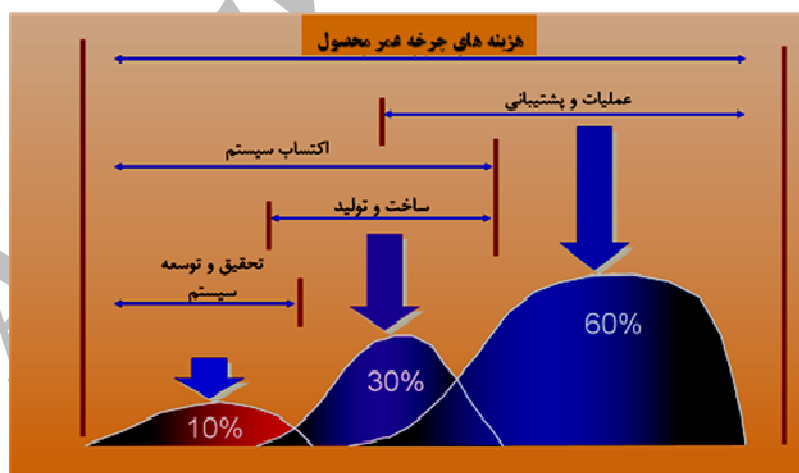 هزینه های چرخه عمر محصول
عملیات و پشتیبانی
اکتساب سیستم
ساخت و تولید
تحقیق و توسعه
سیستم
60%
30%
10%